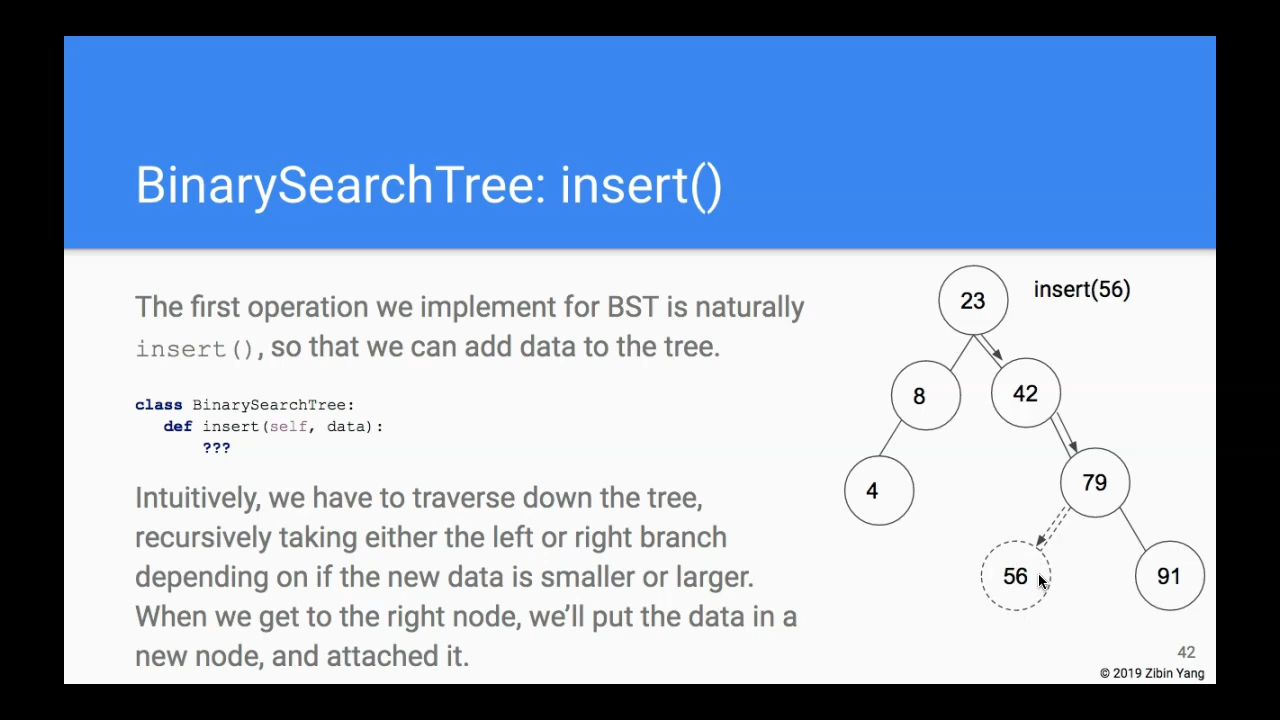 BinarySearchTree: insert()
The first operation we implement for BST is naturally
insert(), so that we can add data to the tree.
class BinarySearchTree:
def insert(self, data):
???
Intuitively, we have to traverse down the tree,
recursively taking either the left or right branch
depending on if the new data is smaller or larger.
When we get to the right node, we'll put the data in a
new node, and attached it.
23
insert(56)
8
42
4
79
56
91
42
© 2019 Zibin Yang